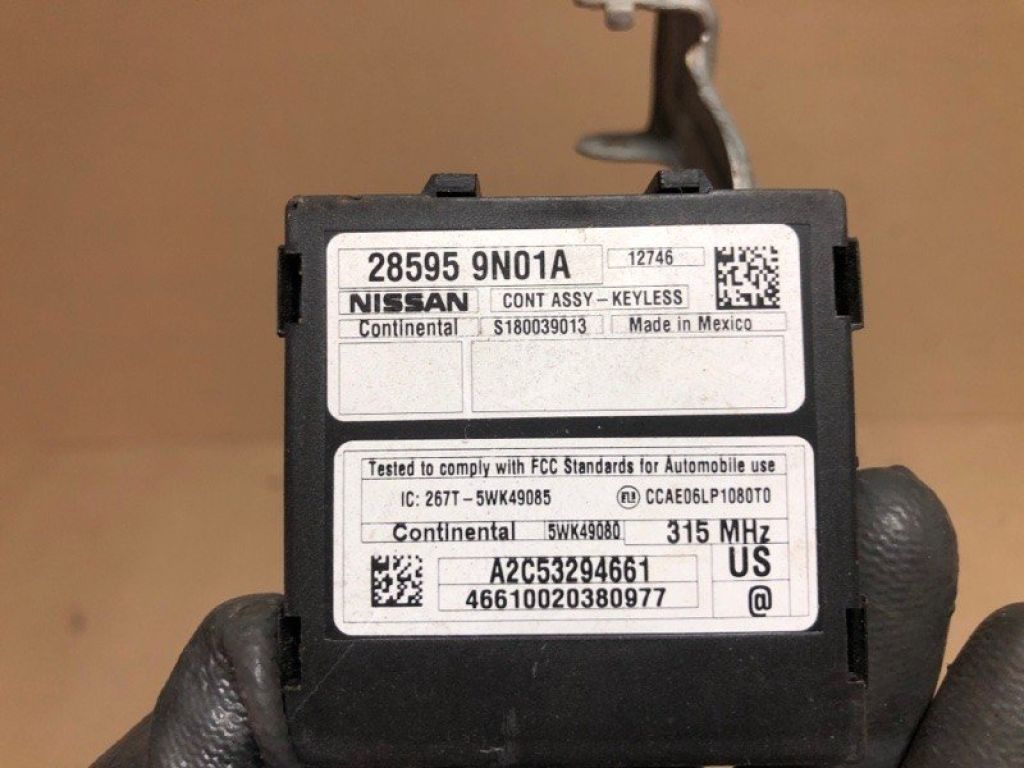 28595 9N01A 12746
NISSAN CONT ASSY-KEYLESS
Continental S180039013 Made in Mexico
Tested to comply with FCC Standards for Automobile use
IC: 267T-5WK49085 CCAE06LP1080T0
Continental 5WK49080 315 MHz
US
A2C53294661
46610020380977 @